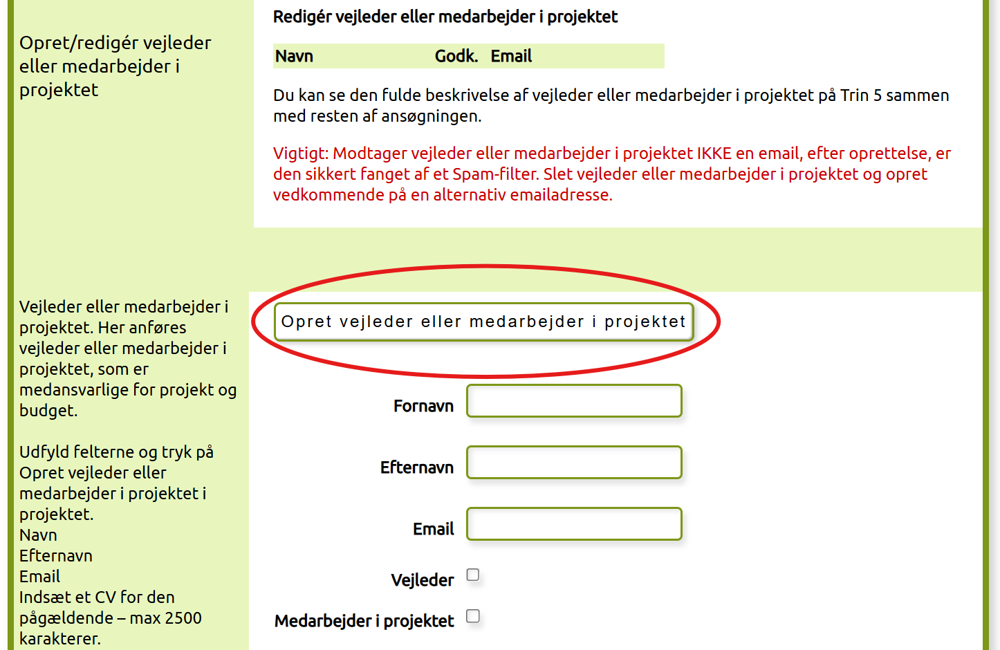 Redigér vejleder eller medarbejder i projektet
Opret/redigér vejleder
eller medarbejder i
projektet
Navn Godk. Email
Du kan se den fulde beskrivelse af vejleder eller medarbejder i projektet på Trin 5 sammen
med resten af ansøgningen.
Vigtigt: Modtager vejleder eller medarbejder i projektet IKKE en email, efter oprettelse, er
den sikkert fanget af et Spam-filter. Slet vejleder eller medarbejder i projektet og opret
vedkommende på en alternativ emailadresse.
Vejleder eller medarbejder i
projektet. Her anføres
vejleder eller medarbejder i
projektet, som er
medansvarlige for projekt og
budget.
Udfyld felterne og tryk på
Opret vejleder eller
medarbejder i projektet i
projektet.
Navn
Efternavn
Email
Indsæt et CV for den
pågældende – max 2500
karakterer.
Opret vejleder eller medarbejder i projektet
Fornavn
Efternavn
Email
Vejleder
Medarbejder i projektet